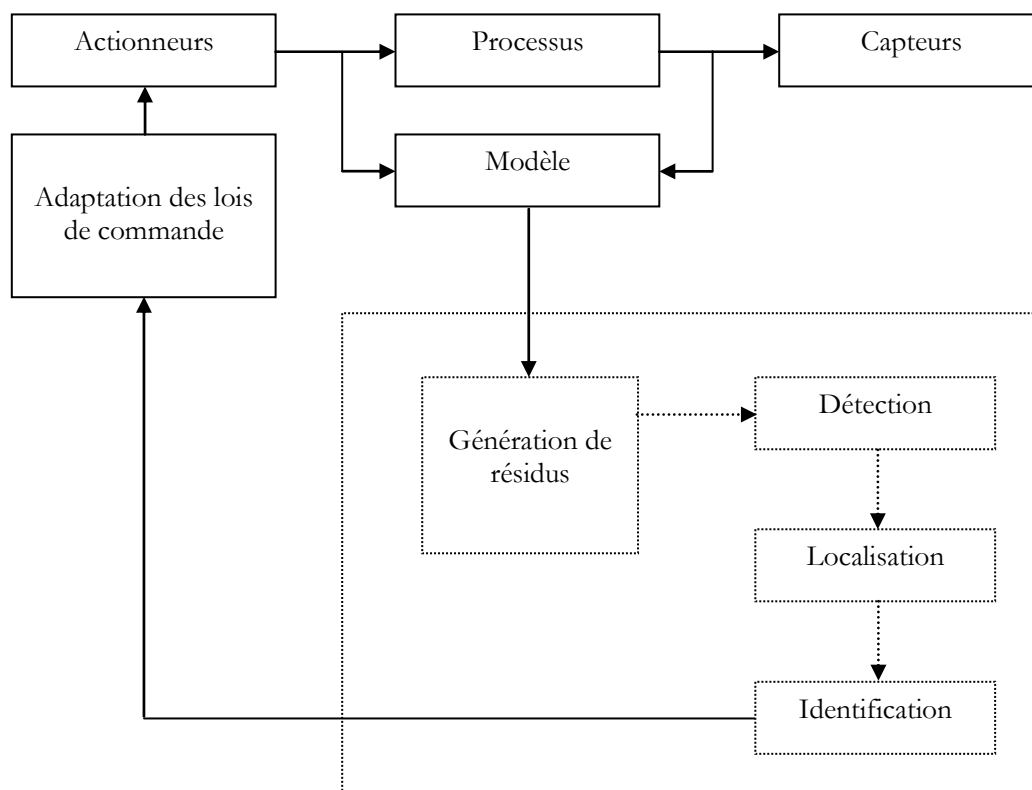 Actionneurs
Processus
Capteurs
Modèle
Adaptation des lois
de commande
Génération de
résidus
Détection
Localisation
Identification